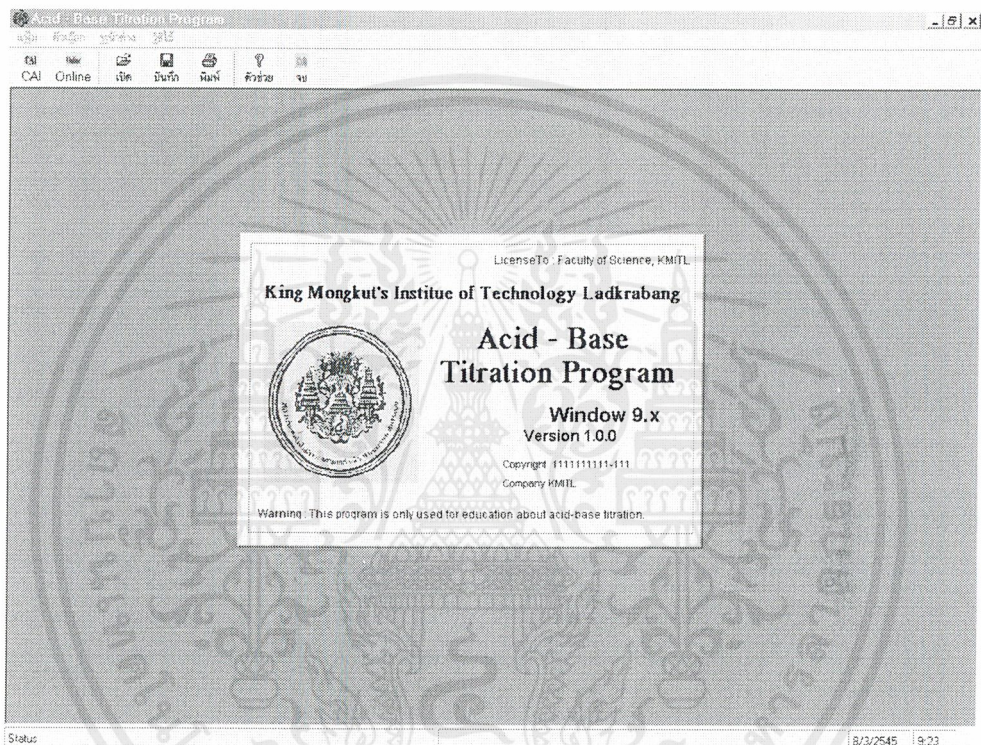 Acid - Base Titration Program
CAI Online เปิด บันทึก พิมพ์ ตัวช่วย จบ
LicenseTo : Faculty of Science, KMITL
King Mongkut's Institue of Technology Ladkrabang
Acid - Base
Titration Program
Window 9.x
Version 1.0.0
Copyright 1111111111-111
Company KMITL
Warning : This program is only used for education about acid-base titration.
Status 8/3/2545 9:23